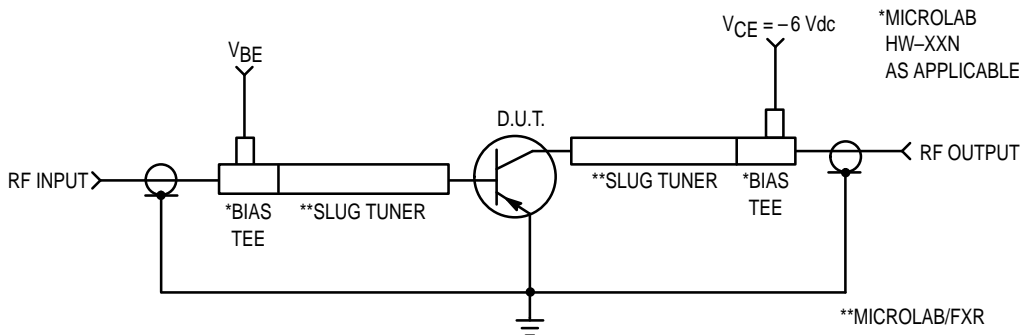 V_CE = –6 Vdc
*MICROLAB
HW–XXN
AS APPLICABLE
V_BE
D.U.T.
RF OUTPUT
RF INPUT
**SLUG TUNER
*BIAS
TEE
*BIAS
TEE
**SLUG TUNER
**MICROLAB/FXR